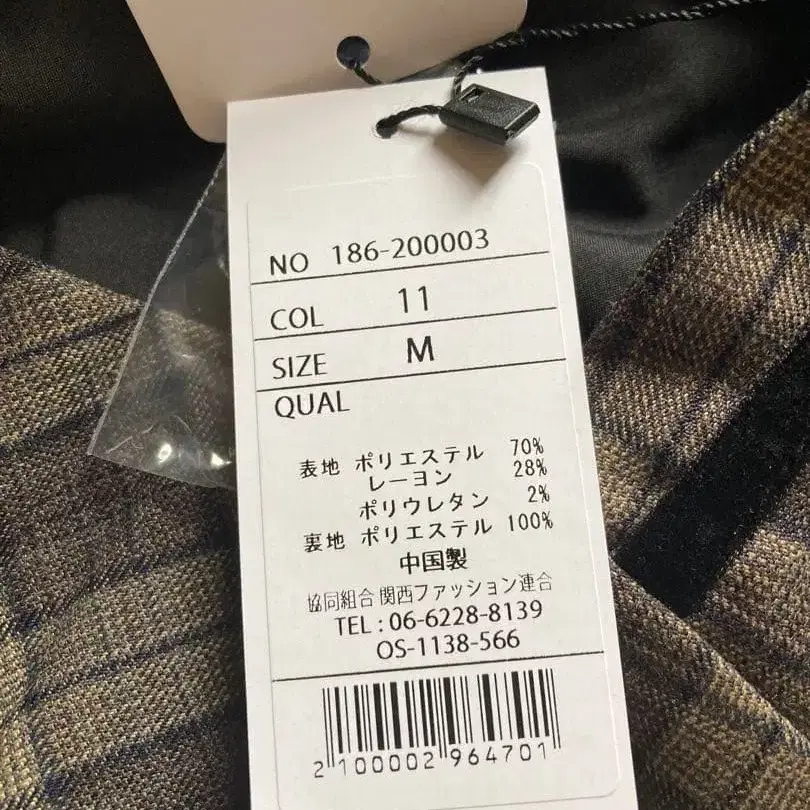 NO 186-200003
COL 11
SIZE M
QUAL
表地 ポリエステル 70%
レーヨン 28%
ポリウレタン 2%
裏地 ポリエステル 100%
中国製
協同組合 関西ファッション連合
TEL : 06-6228-8139
OS-1138-566
2 100002 964701